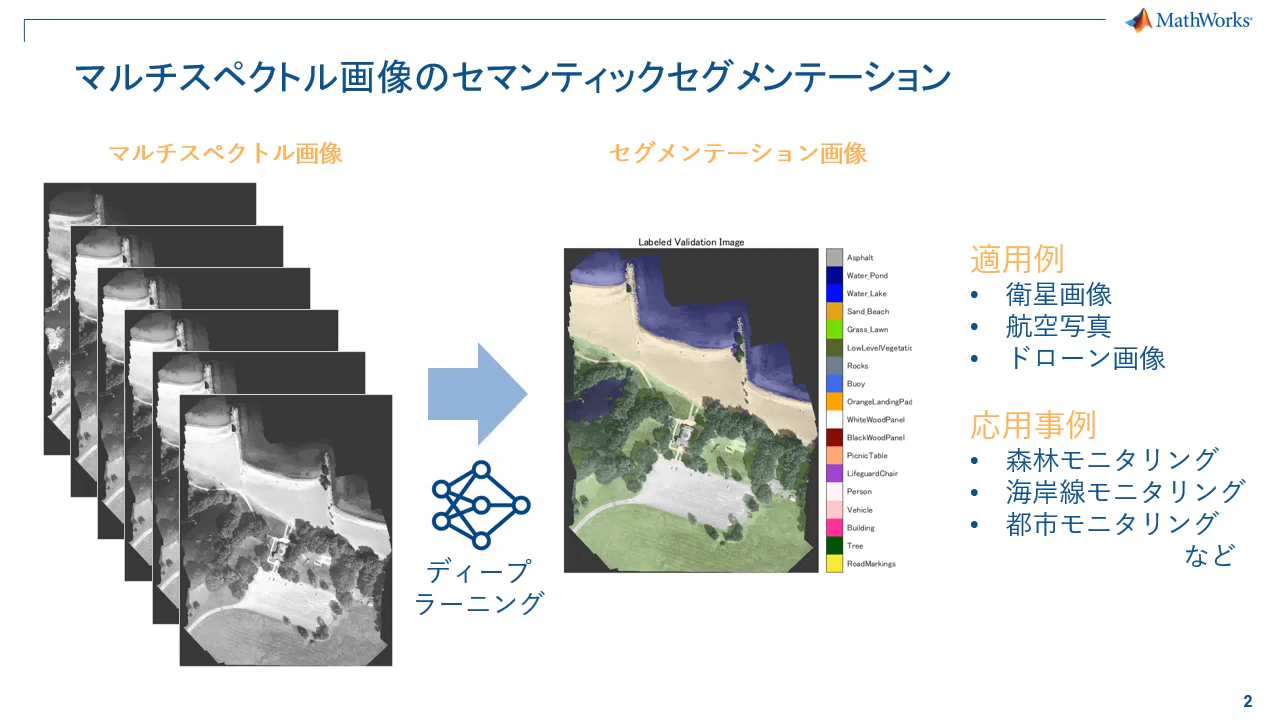 MathWorks
マルチスペクトル画像のセマンティックセグメンテーション
マルチスペクトル画像
セグメンテーション画像
ディープ
ラーニング
Labeled Validation Image
Asphalt
Water_Pond
Water_Lake
Sand_Beach
Grass_Lawn
LowLevelVegetatic
Rocks
Buoy
OrangeLandingPad
WhiteWoodPanel
BlackWoodPanel
PicnicTable
LifeguardChair
Person
Vehicle
Building
Tree
RoadMarkings
適用例
• 衛星画像
• 航空写真
• ドローン画像
応用事例
• 森林モニタリング
• 海岸線モニタリング
• 都市モニタリング
など
2